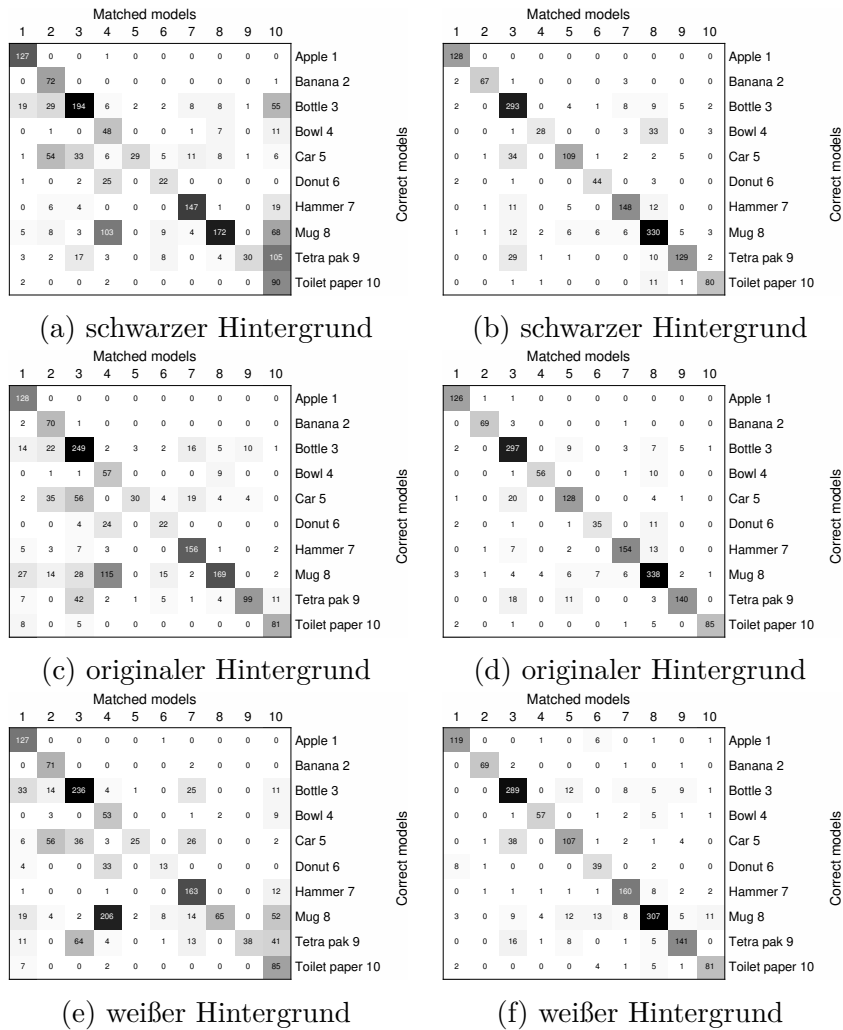 Matched models
1 2 3 4 5 6 7 8 9 10
127 0 0 1 0 0 0 0 0 0 Apple 1
0 72 0 0 0 0 0 0 0 1 Banana 2
19 29 194 6 2 2 8 8 1 55 Bottle 3
0 1 0 48 0 0 1 7 0 11 Bowl 4
1 54 33 6 29 5 11 8 1 6 Car 5
1 0 2 25 0 22 0 0 0 0 Donut 6
0 6 4 0 0 0 147 1 0 19 Hammer 7
5 8 3 103 0 9 4 172 0 68 Mug 8
3 2 17 3 0 8 0 4 30 105 Tetra pak 9
2 0 0 2 0 0 0 0 0 90 Toilet paper 10
Correct models
(a) schwarzer Hintergrund
Matched models
1 2 3 4 5 6 7 8 9 10
128 0 0 0 0 0 0 0 0 0 Apple 1
2 67 1 0 0 0 3 0 0 0 Banana 2
2 0 293 0 4 1 8 9 5 2 Bottle 3
0 1 0 28 0 0 3 33 0 3 Bowl 4
0 1 34 0 109 1 2 2 5 0 Car 5
2 0 1 0 0 44 0 3 0 0 Donut 6
0 1 11 0 5 0 148 12 0 0 Hammer 7
1 1 12 2 6 6 6 330 5 3 Mug 8
0 0 29 1 1 0 0 10 129 2 Tetra pak 9
0 0 1 1 0 0 0 11 1 80 Toilet paper 10
Correct models
(b) schwarzer Hintergrund
Matched models
1 2 3 4 5 6 7 8 9 10
128 0 0 0 0 0 0 0 0 0 Apple 1
2 70 1 0 0 0 0 0 0 0 Banana 2
14 22 249 2 3 2 16 5 10 1 Bottle 3
0 1 1 57 0 0 0 9 0 0 Bowl 4
2 35 56 3 30 4 19 4 4 0 Car 5
0 0 4 24 0 22 0 0 0 0 Donut 6
5 3 7 3 0 0 156 1 0 2 Hammer 7
27 14 28 115 0 15 2 169 0 2 Mug 8
7 0 42 2 1 5 1 4 99 11 Tetra pak 9
8 0 5 0 0 0 0 0 0 81 Toilet paper 10
Correct models
(c) originaler Hintergrund
Matched models
1 2 3 4 5 6 7 8 9 10
126 1 1 0 0 0 0 0 0 0 Apple 1
0 69 3 0 0 0 1 0 0 0 Banana 2
2 0 297 0 9 0 3 7 5 1 Bottle 3
0 0 1 56 0 0 1 10 0 0 Bowl 4
1 0 20 0 128 0 0 4 1 0 Car 5
2 0 1 0 1 35 0 11 0 0 Donut 6
0 1 7 0 2 0 154 13 0 0 Hammer 7
3 1 4 4 6 7 6 338 2 1 Mug 8
0 0 18 0 11 0 0 3 140 0 Tetra pak 9
2 0 1 0 0 0 1 5 0 85 Toilet paper 10
Correct models
(d) originaler Hintergrund
Matched models
1 2 3 4 5 6 7 8 9 10
127 0 0 0 0 1 0 0 0 0 Apple 1
0 71 0 0 0 0 2 0 0 0 Banana 2
33 14 236 4 1 0 25 0 0 11 Bottle 3
0 3 0 53 0 0 1 2 0 9 Bowl 4
6 56 36 3 25 0 26 0 0 2 Car 5
4 0 0 33 0 13 0 0 0 0 Donut 6
1 0 0 1 0 0 163 0 0 12 Hammer 7
19 4 2 206 2 8 14 65 0 52 Mug 8
11 0 64 4 0 1 13 0 38 41 Tetra pak 9
7 0 0 2 0 0 0 0 0 85 Toilet paper 10
Correct models
(e) weißer Hintergrund
Matched models
1 2 3 4 5 6 7 8 9 10
119 0 0 1 0 6 0 1 0 1 Apple 1
0 69 2 0 0 0 1 0 1 0 Banana 2
0 0 289 0 12 0 8 5 9 1 Bottle 3
0 0 1 57 0 1 2 5 1 1 Bowl 4
0 1 38 0 107 1 2 1 4 0 Car 5
8 1 0 0 0 39 0 2 0 0 Donut 6
0 0 1 1 1 1 160 8 2 2 Hammer 7
3 0 9 4 12 13 8 307 5 11 Mug 8
0 0 16 1 8 0 1 5 141 0 Tetra pak 9
2 0 0 0 0 4 1 5 1 81 Toilet paper 10
Correct models
(f) weißer Hintergrund